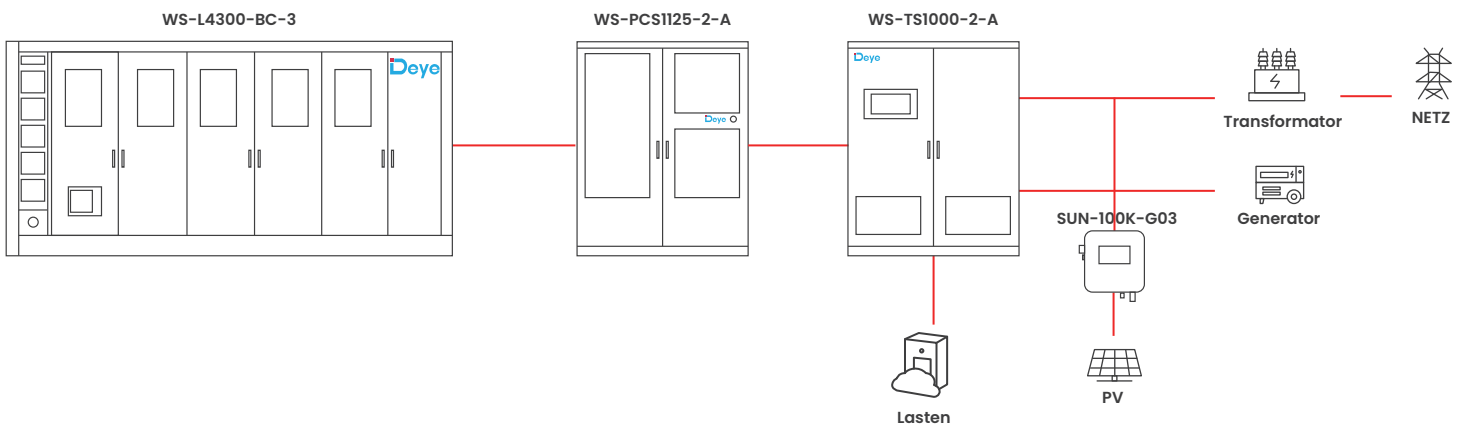 WS-L4300-BC-3
WS-PCS1125-2-A
WS-TS1000-2-A
Deye
Deye
Deye
Transformator
NETZ
SUN-100K-G03
Generator
PV
Lasten